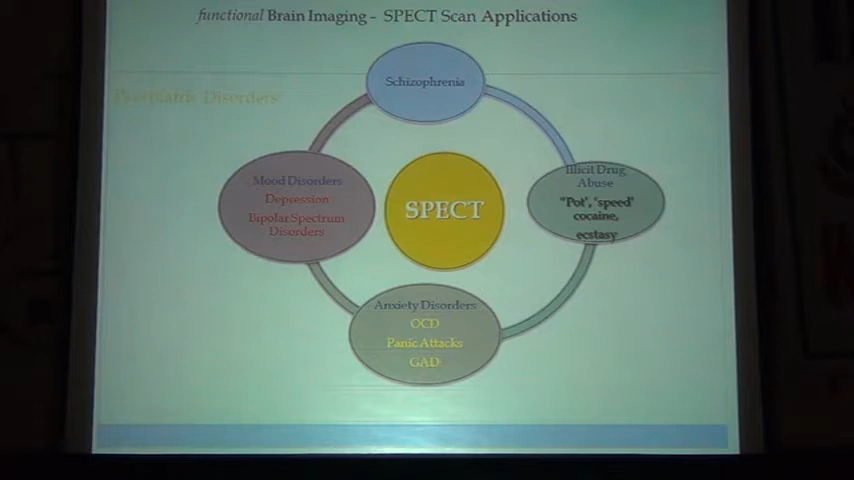 functional Brain Imaging - SPECT Scan Applications
Psychiatric Disorders
Schizophrenia
Mood Disorders
Depression
Bipolar Spectrum
Disorders
SPECT
Illicit Drug
Abuse
"Pot', 'speed'
cocaine,
ecstasy
Anxiety Disorders
OCD
Panic Attacks
GAD